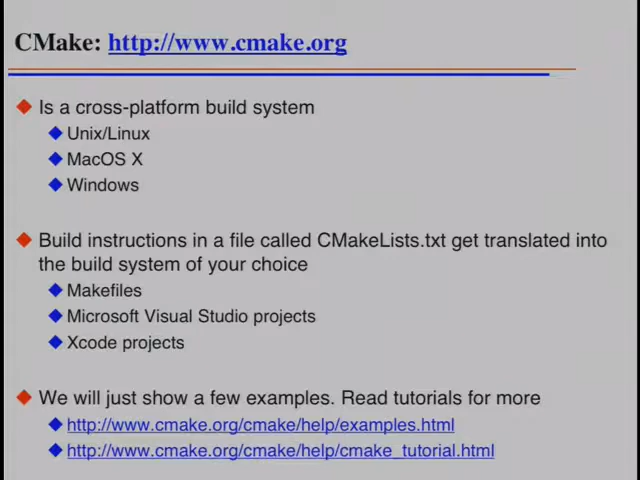 CMake: http://www.cmake.org
Is a cross-platform build system
Unix/Linux
MacOS X
Windows
Build instructions in a file called CMakeLists.txt get translated into
the build system of your choice
Makefiles
Microsoft Visual Studio projects
Xcode projects
We will just show a few examples. Read tutorials for more
http://www.cmake.org/cmake/help/examples.html
http://www.cmake.org/cmake/help/cmake_tutorial.html